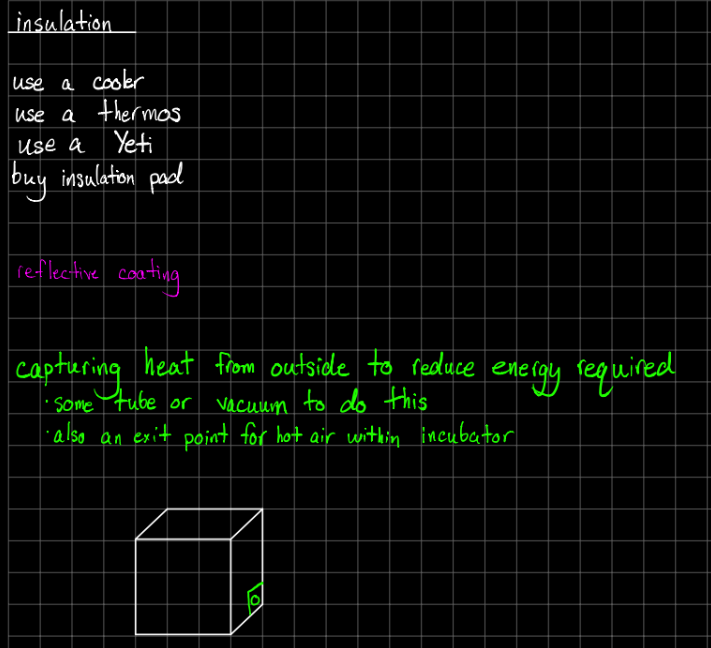 insulation
use a cooler
use a thermos
use a Yeti
buy insulation pad
reflective coating
capturing heat from outside to reduce energy required
· some tube or vacuum to do this
· also an exit point for hot air within incubator